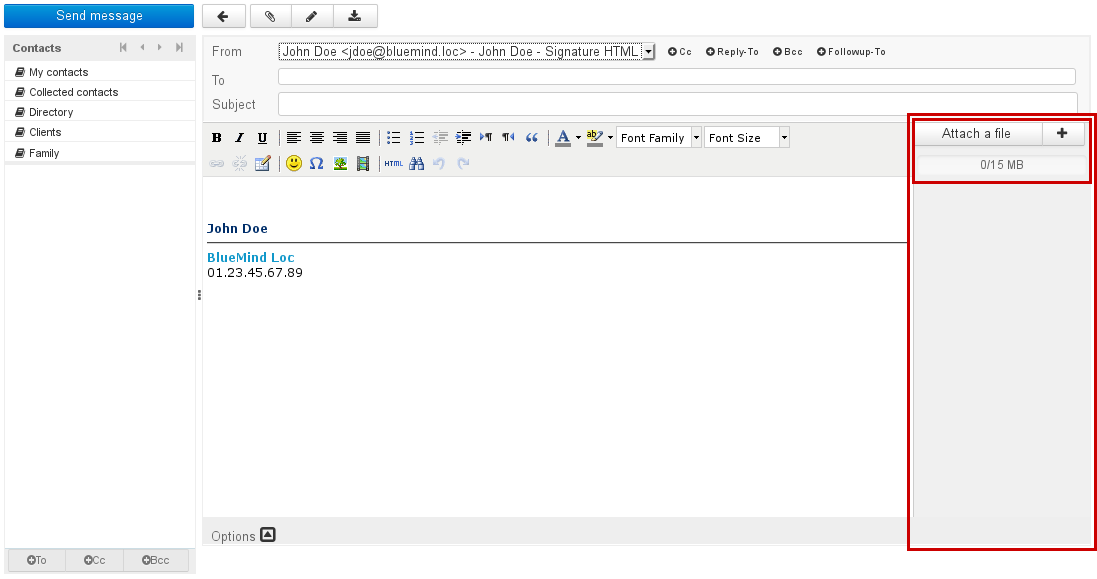 Send message
Contacts
My contacts
Collected contacts
Directory
Clients
Family
From John Doe <jdoe@bluemind.loc> - John Doe - Signature HTML Cc Reply-To Bcc Followup-To
To
Subject
B I U Font Family Font Size
HTML
Attach a file
0/15 MB
John Doe
BlueMind Loc
01.23.45.67.89
Options
To Cc Bcc